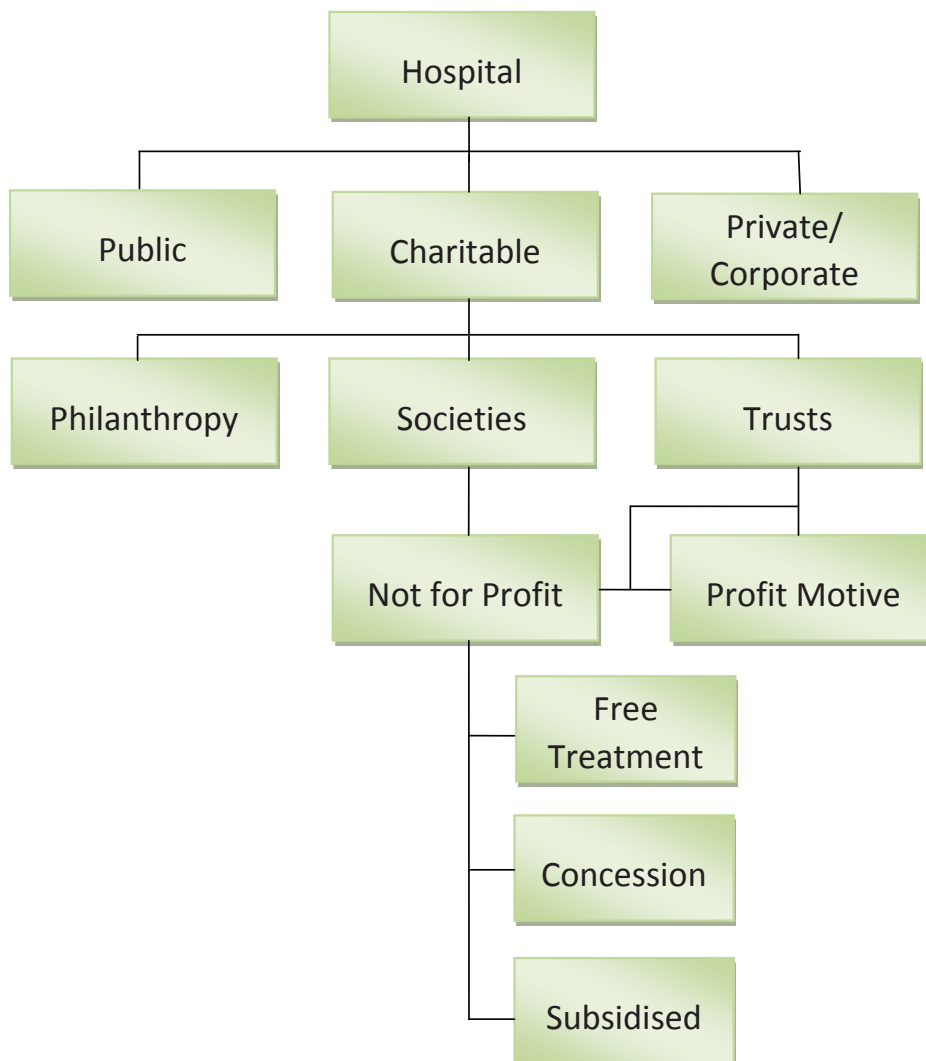 Hospital
Public
Charitable
Private/
Corporate
Philanthropy
Societies
Trusts
Not for Profit
Profit Motive
Free
Treatment
Concession
Subsidised